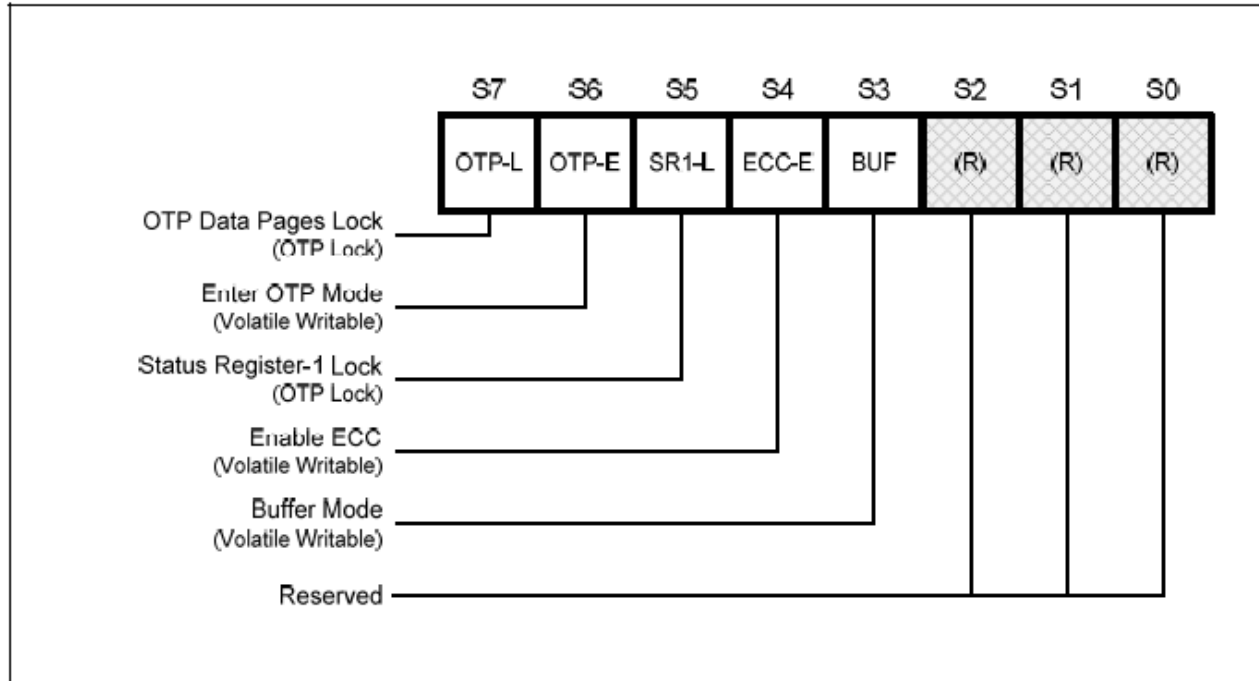 S7 S6 S5 S4 S3 S2 S1 S0
OTP-L OTP-E SR1-L ECC-E BUF (R) (R) (R)
OTP Data Pages Lock
(OTP Lock)
Enter OTP Mode
(Volatile Writable)
Status Register-1 Lock
(OTP Lock)
Enable ECC
(Volatile Writable)
Buffer Mode
(Volatile Writable)
Reserved